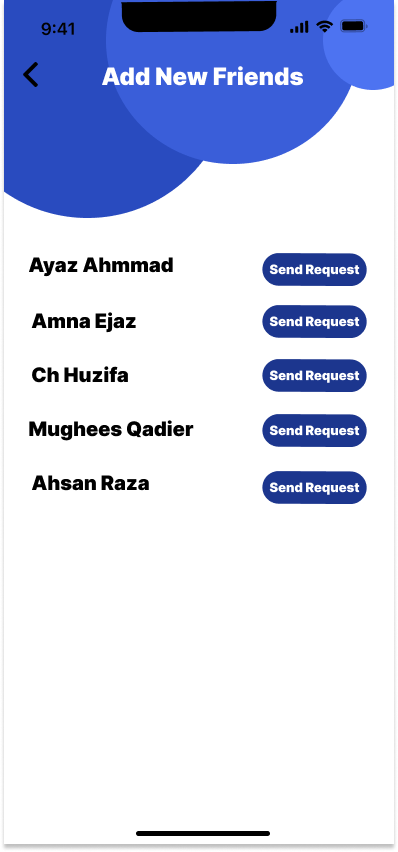 9:41
Add New Friends
Ayaz Ahmmad Send Request
Amna Ejaz Send Request
Ch Huzifa Send Request
Mughees Qadier Send Request
Ahsan Raza Send Request